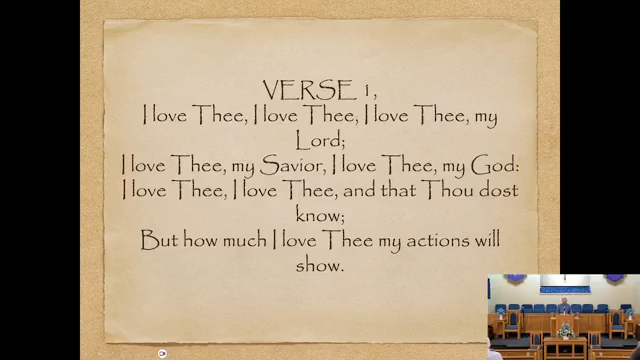 VERSE 1,
I love Thee, I love Thee, I love Thee, my
Lord;
I love Thee, my Savior, I love Thee, my God:
I love Thee, I love Thee, and that Thou dost
know;
But how much I love Thee my actions will
show.